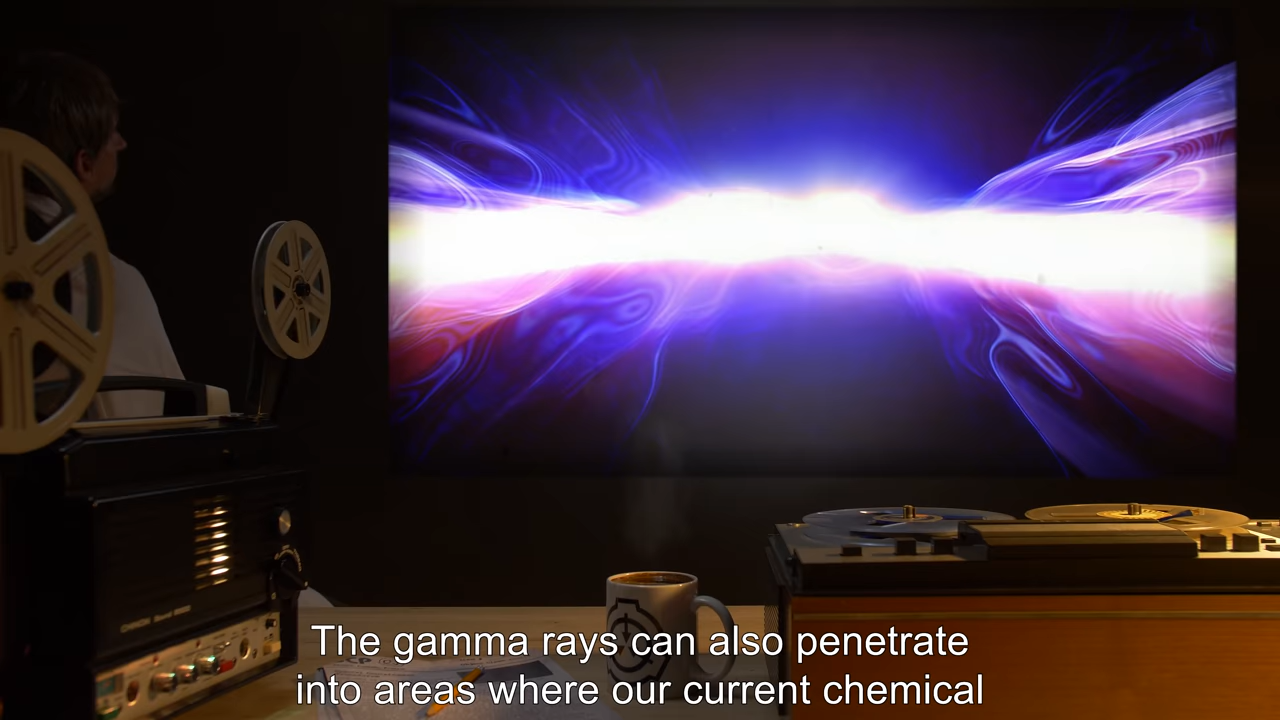 The gamma rays can also penetrate
into areas where our current chemical